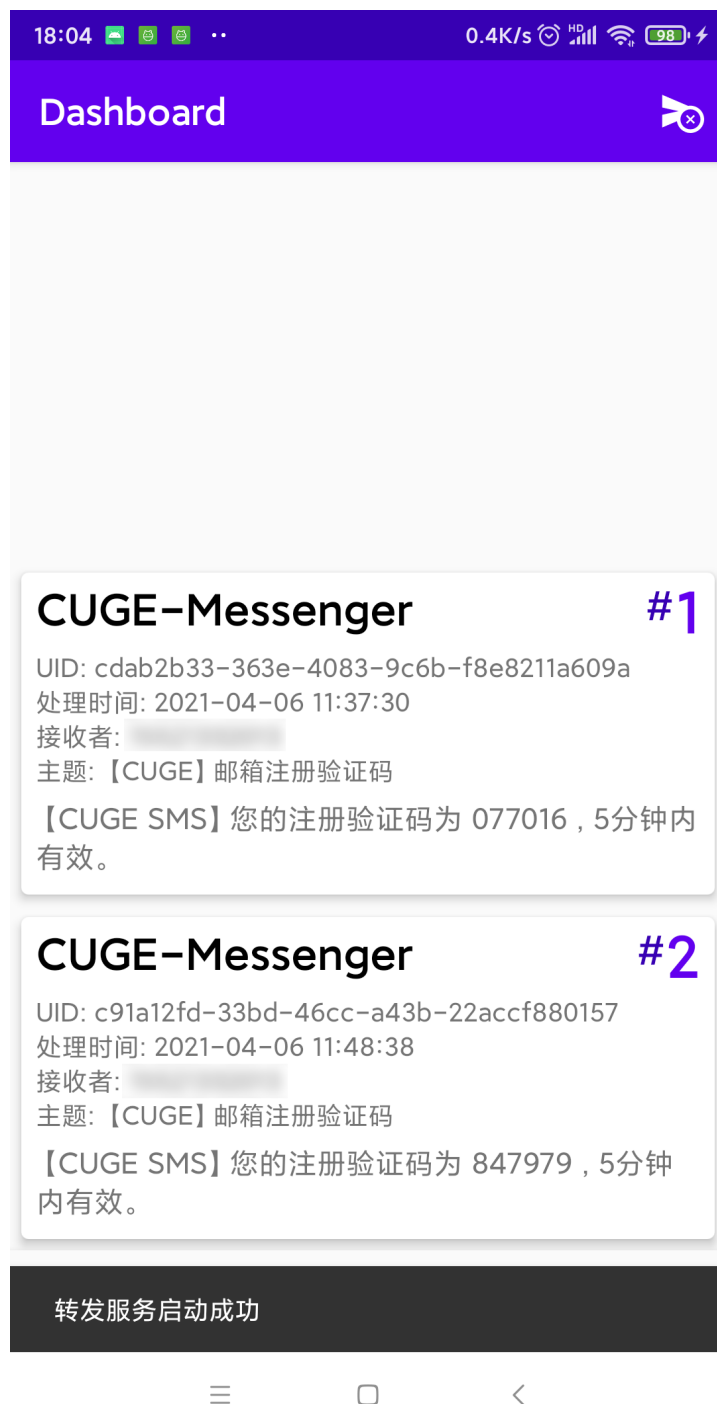 18:04 0.4K/s HD 98
Dashboard
CUGE-Messenger #1
UID: cdab2b33-363e-4083-9c6b-f8e8211a609a
处理时间: 2021-04-06 11:37:30
接收者:
主题:【CUGE】邮箱注册验证码
【CUGE SMS】您的注册验证码为 077016 , 5分钟内
有效。
CUGE-Messenger #2
UID: c91a12fd-33bd-46cc-a43b-22accf880157
处理时间: 2021-04-06 11:48:38
接收者:
主题:【CUGE】邮箱注册验证码
【CUGE SMS】您的注册验证码为 847979 , 5分钟
内有效。
转发服务启动成功